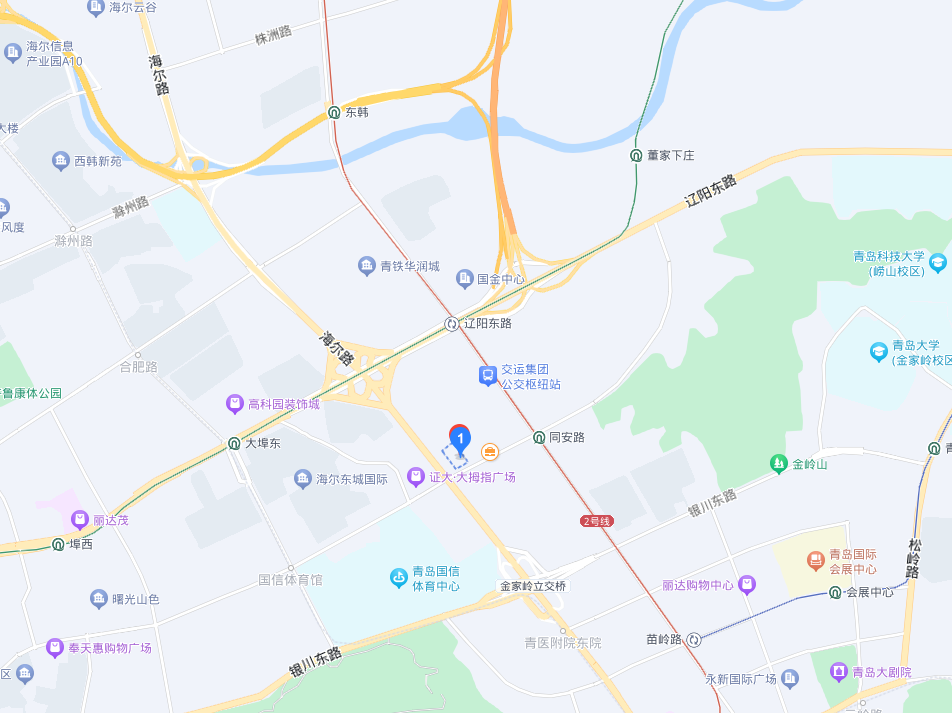 海尔云谷
株洲路
海尔信息
产业园A10
海尔路
东韩
大楼
西韩新苑
董家下庄
辽阳东路
滁州路
风度
滁州路
青铁华润城
国金中心
青岛科技大学
(崂山校区)
辽阳东路
海尔路
青岛大学
(金家岭校区
合肥路
交运集团
公交枢纽站
鲁康体公园
高科园装饰城
大埠东
1
同安路
金岭山
海尔东城国际
证大·大拇指广场
银川东路
丽达茂
2号线
埠西
松岭路
青岛国际
会展中心
国信体育馆
青岛国信
体育中心
金家岭立交桥
丽达购物中心
会展中心
曙光山色
苗岭路
青医附院东院
奉天惠购物广场
银川东路
区
永新国际广场
青岛大剧院